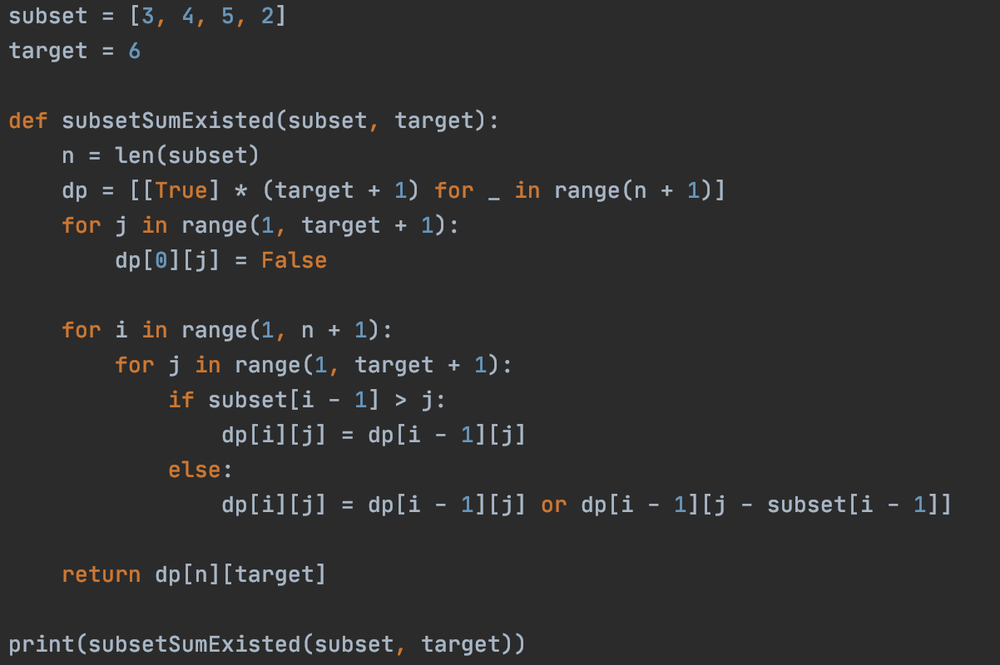 subset = [3, 4, 5, 2]
target = 6
def subsetSumExisted(subset, target):
    n = len(subset)
    dp = [[True] * (target + 1) for _ in range(n + 1)]
    for j in range(1, target + 1):
        dp[0][j] = False
    for i in range(1, n + 1):
        for j in range(1, target + 1):
            if subset[i - 1] > j:
                dp[i][j] = dp[i - 1][j]
            else:
                dp[i][j] = dp[i - 1][j] or dp[i - 1][j - subset[i - 1]]
    return dp[n][target]
print(subsetSumExisted(subset, target))